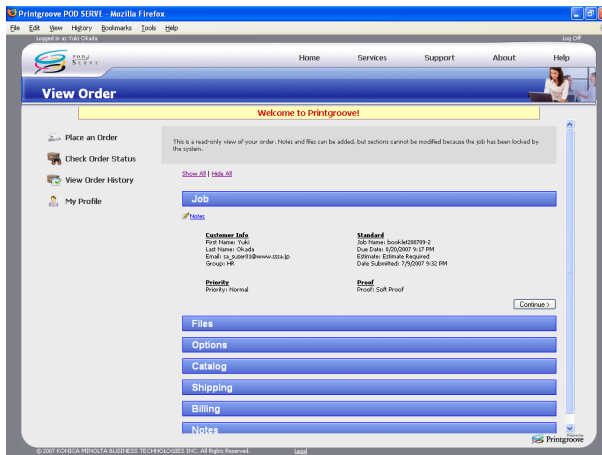 Printgroove POD SERVE - Mozilla Firefox
File Edit View History Bookmarks Tools Help
Logged in as Yuki Okada Log Off
POD SERVE
Home Services Support About Help
View Order
Welcome to Printgroove!
Place an Order
Check Order Status
View Order History
My Profile
This is a read-only view of your order. Notes and files can be added, but sections cannot be modified because the job has been locked by
the system.
Show All | Hide All
Job
Notes
Customer Info
First Name: Yuki
Last Name: Okada
Email: sa_suser01@www.sssa.jp
Group: HR
Standard
Job Name: booklet200709-2
Due Date: 8/20/2007 9:17 PM
Estimate: Estimate Required
Date Submitted: 7/9/2007 9:32 PM
Priority
Priority: Normal
Proof
Proof: Soft Proof
Continue >
Files
Options
Catalog
Shipping
Billing
Notes
Powered by
Printgroove
© 2007 KONICA MINOLTA BUSINESS TECHNOLOGIES INC. All Rights Reserved. Legal